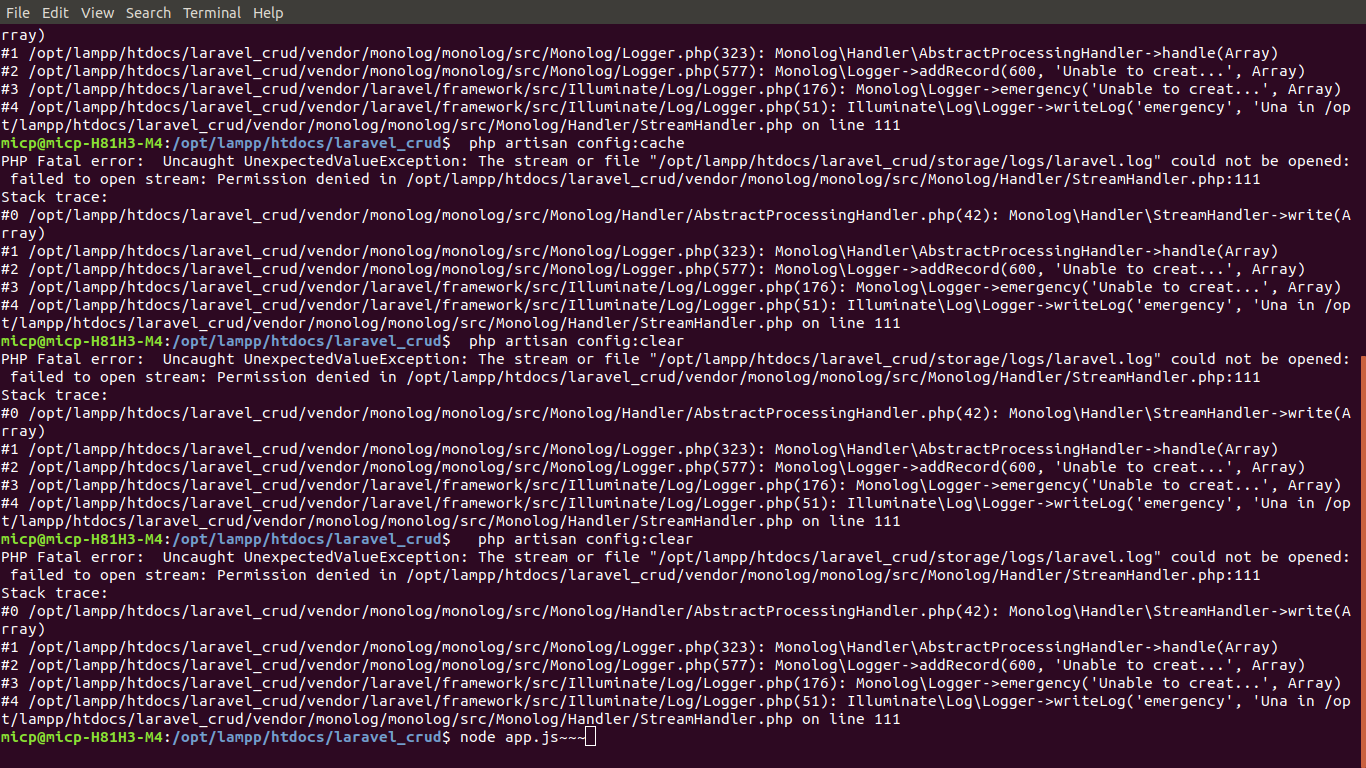 File Edit View Search Terminal Help
rray)
#1 /opt/lampp/htdocs/laravel_crud/vendor/monolog/monolog/src/Monolog/Logger.php(323): Monolog\Handler\AbstractProcessingHandler->handle(Array)
#2 /opt/lampp/htdocs/laravel_crud/vendor/monolog/monolog/src/Monolog/Logger.php(577): Monolog\Logger->addRecord(600, 'Unable to creat...', Array)
#3 /opt/lampp/htdocs/laravel_crud/vendor/laravel/framework/src/Illuminate/Log/Logger.php(176): Monolog\Logger->emergency('Unable to creat...', Array)
#4 /opt/lampp/htdocs/laravel_crud/vendor/laravel/framework/src/Illuminate/Log/Logger.php(51): Illuminate\Log\Logger->writeLog('emergency', 'Una in /op
t/lampp/htdocs/laravel_crud/vendor/monolog/monolog/src/Monolog/Handler/StreamHandler.php on line 111
micp@micp-H81H3-M4:/opt/lampp/htdocs/laravel_crud$  php artisan config:cache
PHP Fatal error:  Uncaught UnexpectedValueException: The stream or file "/opt/lampp/htdocs/laravel_crud/storage/logs/laravel.log" could not be opened:
 failed to open stream: Permission denied in /opt/lampp/htdocs/laravel_crud/vendor/monolog/monolog/src/Monolog/Handler/StreamHandler.php:111
Stack trace:
#0 /opt/lampp/htdocs/laravel_crud/vendor/monolog/monolog/src/Monolog/Handler/AbstractProcessingHandler.php(42): Monolog\Handler\StreamHandler->write(A
rray)
#1 /opt/lampp/htdocs/laravel_crud/vendor/monolog/monolog/src/Monolog/Logger.php(323): Monolog\Handler\AbstractProcessingHandler->handle(Array)
#2 /opt/lampp/htdocs/laravel_crud/vendor/monolog/monolog/src/Monolog/Logger.php(577): Monolog\Logger->addRecord(600, 'Unable to creat...', Array)
#3 /opt/lampp/htdocs/laravel_crud/vendor/laravel/framework/src/Illuminate/Log/Logger.php(176): Monolog\Logger->emergency('Unable to creat...', Array)
#4 /opt/lampp/htdocs/laravel_crud/vendor/laravel/framework/src/Illuminate/Log/Logger.php(51): Illuminate\Log\Logger->writeLog('emergency', 'Una in /op
t/lampp/htdocs/laravel_crud/vendor/monolog/monolog/src/Monolog/Handler/StreamHandler.php on line 111
micp@micp-H81H3-M4:/opt/lampp/htdocs/laravel_crud$  php artisan config:clear
PHP Fatal error:  Uncaught UnexpectedValueException: The stream or file "/opt/lampp/htdocs/laravel_crud/storage/logs/laravel.log" could not be opened:
 failed to open stream: Permission denied in /opt/lampp/htdocs/laravel_crud/vendor/monolog/monolog/src/Monolog/Handler/StreamHandler.php:111
Stack trace:
#0 /opt/lampp/htdocs/laravel_crud/vendor/monolog/monolog/src/Monolog/Handler/AbstractProcessingHandler.php(42): Monolog\Handler\StreamHandler->write(A
rray)
#1 /opt/lampp/htdocs/laravel_crud/vendor/monolog/monolog/src/Monolog/Logger.php(323): Monolog\Handler\AbstractProcessingHandler->handle(Array)
#2 /opt/lampp/htdocs/laravel_crud/vendor/monolog/monolog/src/Monolog/Logger.php(577): Monolog\Logger->addRecord(600, 'Unable to creat...', Array)
#3 /opt/lampp/htdocs/laravel_crud/vendor/laravel/framework/src/Illuminate/Log/Logger.php(176): Monolog\Logger->emergency('Unable to creat...', Array)
#4 /opt/lampp/htdocs/laravel_crud/vendor/laravel/framework/src/Illuminate/Log/Logger.php(51): Illuminate\Log\Logger->writeLog('emergency', 'Una in /op
t/lampp/htdocs/laravel_crud/vendor/monolog/monolog/src/Monolog/Handler/StreamHandler.php on line 111
micp@micp-H81H3-M4:/opt/lampp/htdocs/laravel_crud$   php artisan config:clear
PHP Fatal error:  Uncaught UnexpectedValueException: The stream or file "/opt/lampp/htdocs/laravel_crud/storage/logs/laravel.log" could not be opened:
 failed to open stream: Permission denied in /opt/lampp/htdocs/laravel_crud/vendor/monolog/monolog/src/Monolog/Handler/StreamHandler.php:111
Stack trace:
#0 /opt/lampp/htdocs/laravel_crud/vendor/monolog/monolog/src/Monolog/Handler/AbstractProcessingHandler.php(42): Monolog\Handler\StreamHandler->write(A
rray)
#1 /opt/lampp/htdocs/laravel_crud/vendor/monolog/monolog/src/Monolog/Logger.php(323): Monolog\Handler\AbstractProcessingHandler->handle(Array)
#2 /opt/lampp/htdocs/laravel_crud/vendor/monolog/monolog/src/Monolog/Logger.php(577): Monolog\Logger->addRecord(600, 'Unable to creat...', Array)
#3 /opt/lampp/htdocs/laravel_crud/vendor/laravel/framework/src/Illuminate/Log/Logger.php(176): Monolog\Logger->emergency('Unable to creat...', Array)
#4 /opt/lampp/htdocs/laravel_crud/vendor/laravel/framework/src/Illuminate/Log/Logger.php(51): Illuminate\Log\Logger->writeLog('emergency', 'Una in /op
t/lampp/htdocs/laravel_crud/vendor/monolog/monolog/src/Monolog/Handler/StreamHandler.php on line 111
micp@micp-H81H3-M4:/opt/lampp/htdocs/laravel_crud$ node app.js~~~